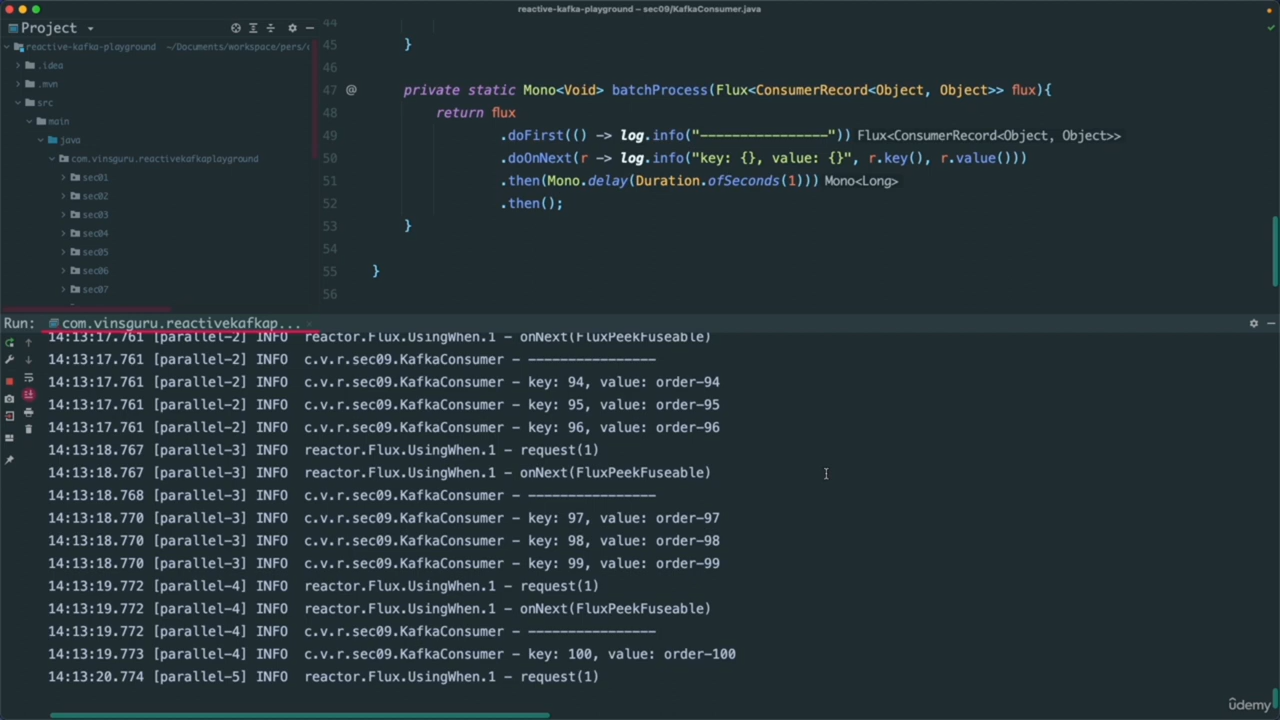 reactive-kafka-playground – sec09/KafkaConsumer.java
Project
reactive-kafka-playground ~/Documents/workspace/pers/
.idea
.mvn
src
main
java
com.vinsguru.reactivekafkaplayground
sec01
sec02
sec03
sec04
sec05
sec06
sec07
44
45 }
46
47 @ private static Mono<Void> batchProcess(Flux<ConsumerRecord<Object, Object>> flux){
48 return flux
49 .doFirst(() -> log.info("----------------")) Flux<ConsumerRecord<Object, Object>>
50 .doOnNext(r -> log.info("key: {}, value: {}", r.key(), r.value()))
51 .then(Mono.delay(Duration.ofSeconds(1))) Mono<Long>
52 .then();
53 }
54
55 }
56
Run: com.vinsguru.reactivekafkap...
14:13:17.761 [parallel-2] INFO reactor.Flux.UsingWhen.1 - onNext(FluxPeekFuseable)
14:13:17.761 [parallel-2] INFO c.v.r.sec09.KafkaConsumer - ----------------
14:13:17.761 [parallel-2] INFO c.v.r.sec09.KafkaConsumer - key: 94, value: order-94
14:13:17.761 [parallel-2] INFO c.v.r.sec09.KafkaConsumer - key: 95, value: order-95
14:13:17.761 [parallel-2] INFO c.v.r.sec09.KafkaConsumer - key: 96, value: order-96
14:13:18.767 [parallel-3] INFO reactor.Flux.UsingWhen.1 - request(1)
14:13:18.767 [parallel-3] INFO reactor.Flux.UsingWhen.1 - onNext(FluxPeekFuseable)
14:13:18.768 [parallel-3] INFO c.v.r.sec09.KafkaConsumer - ----------------
14:13:18.770 [parallel-3] INFO c.v.r.sec09.KafkaConsumer - key: 97, value: order-97
14:13:18.770 [parallel-3] INFO c.v.r.sec09.KafkaConsumer - key: 98, value: order-98
14:13:18.770 [parallel-3] INFO c.v.r.sec09.KafkaConsumer - key: 99, value: order-99
14:13:19.772 [parallel-4] INFO reactor.Flux.UsingWhen.1 - request(1)
14:13:19.772 [parallel-4] INFO reactor.Flux.UsingWhen.1 - onNext(FluxPeekFuseable)
14:13:19.772 [parallel-4] INFO c.v.r.sec09.KafkaConsumer - ----------------
14:13:19.773 [parallel-4] INFO c.v.r.sec09.KafkaConsumer - key: 100, value: order-100
14:13:20.774 [parallel-5] INFO reactor.Flux.UsingWhen.1 - request(1)
ûdemy